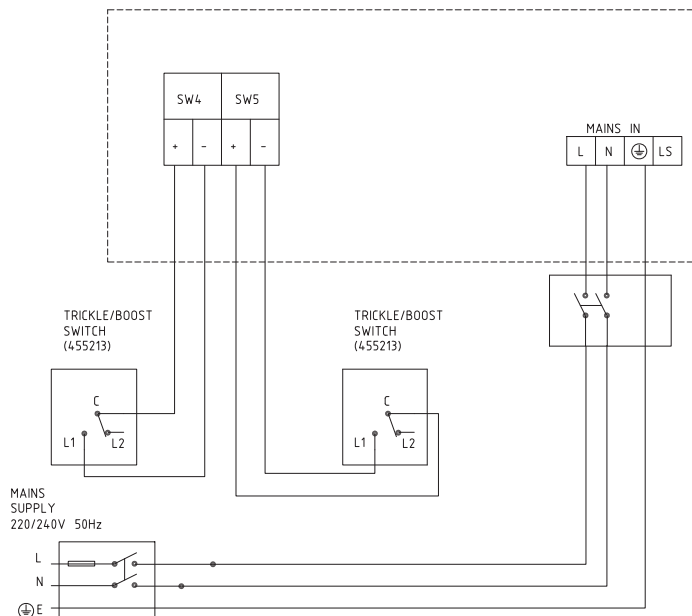 SW4 SW5
+ - + -
MAINS IN
L N LS
TRICKLE/BOOST
SWITCH
(455213)
C
L1 L2
TRICKLE/BOOST
SWITCH
(455213)
C
L1 L2
MAINS
SUPPLY
220/240V 50Hz
L
N
E